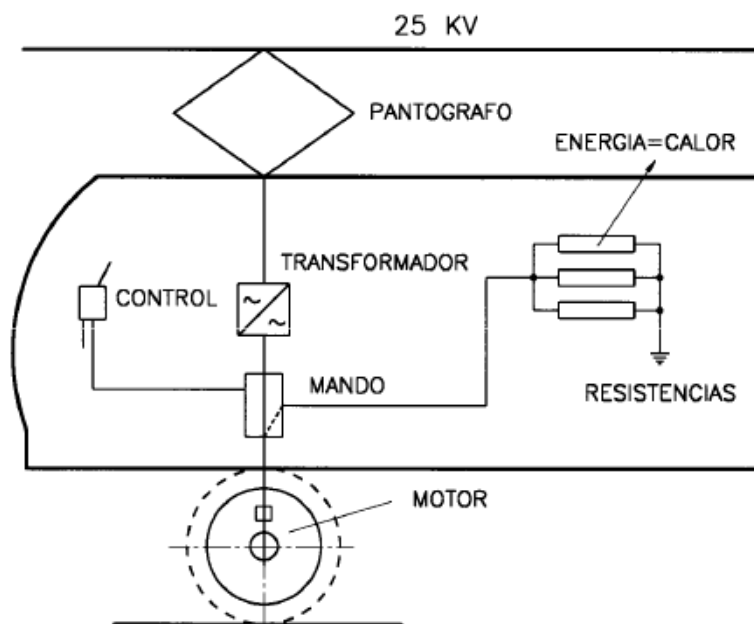 25 KV
PANTOGRAFO
ENERGIA=CALOR
TRANSFORMADOR
CONTROL
MANDO
RESISTENCIAS
MOTOR